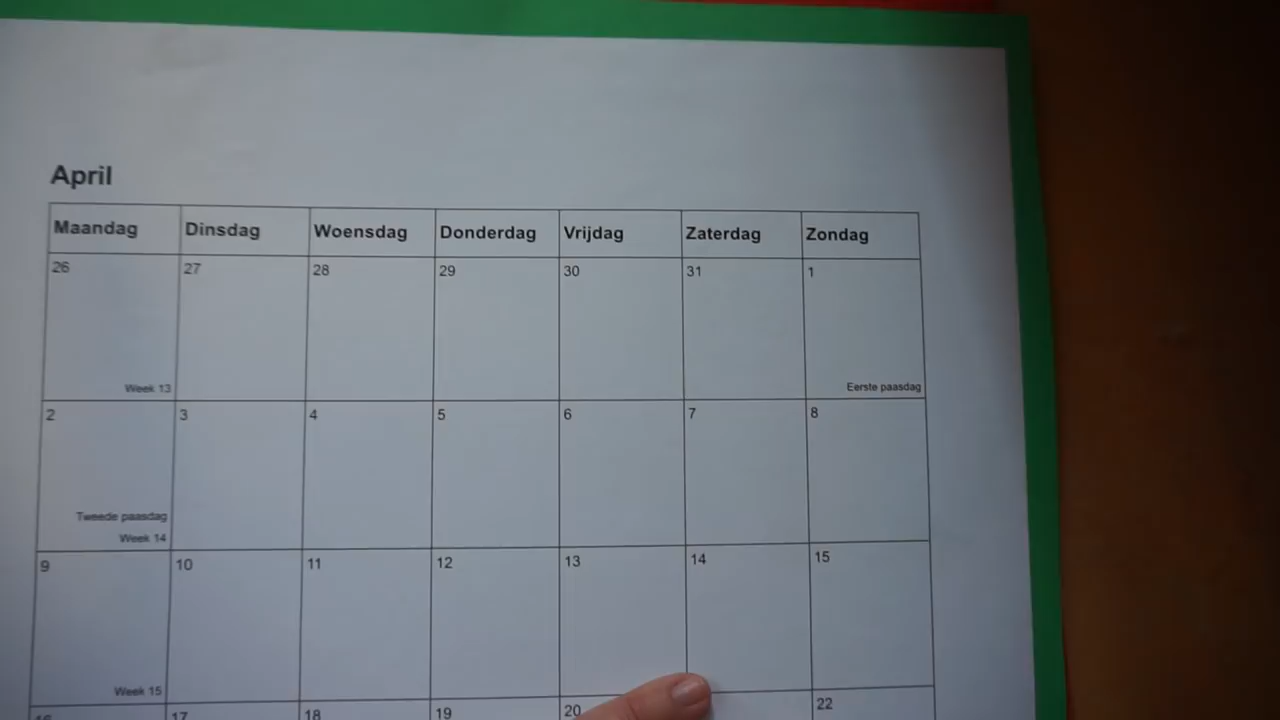 April
Maandag Dinsdag Woensdag Donderdag Vrijdag Zaterdag Zondag
26 27 28 29 30 31 1
Week 13 Eerste paasdag
2 3 4 5 6 7 8
Tweede paasdag
Week 14
9 10 11 12 13 14 15
Week 15
16 17 18 19 20 22